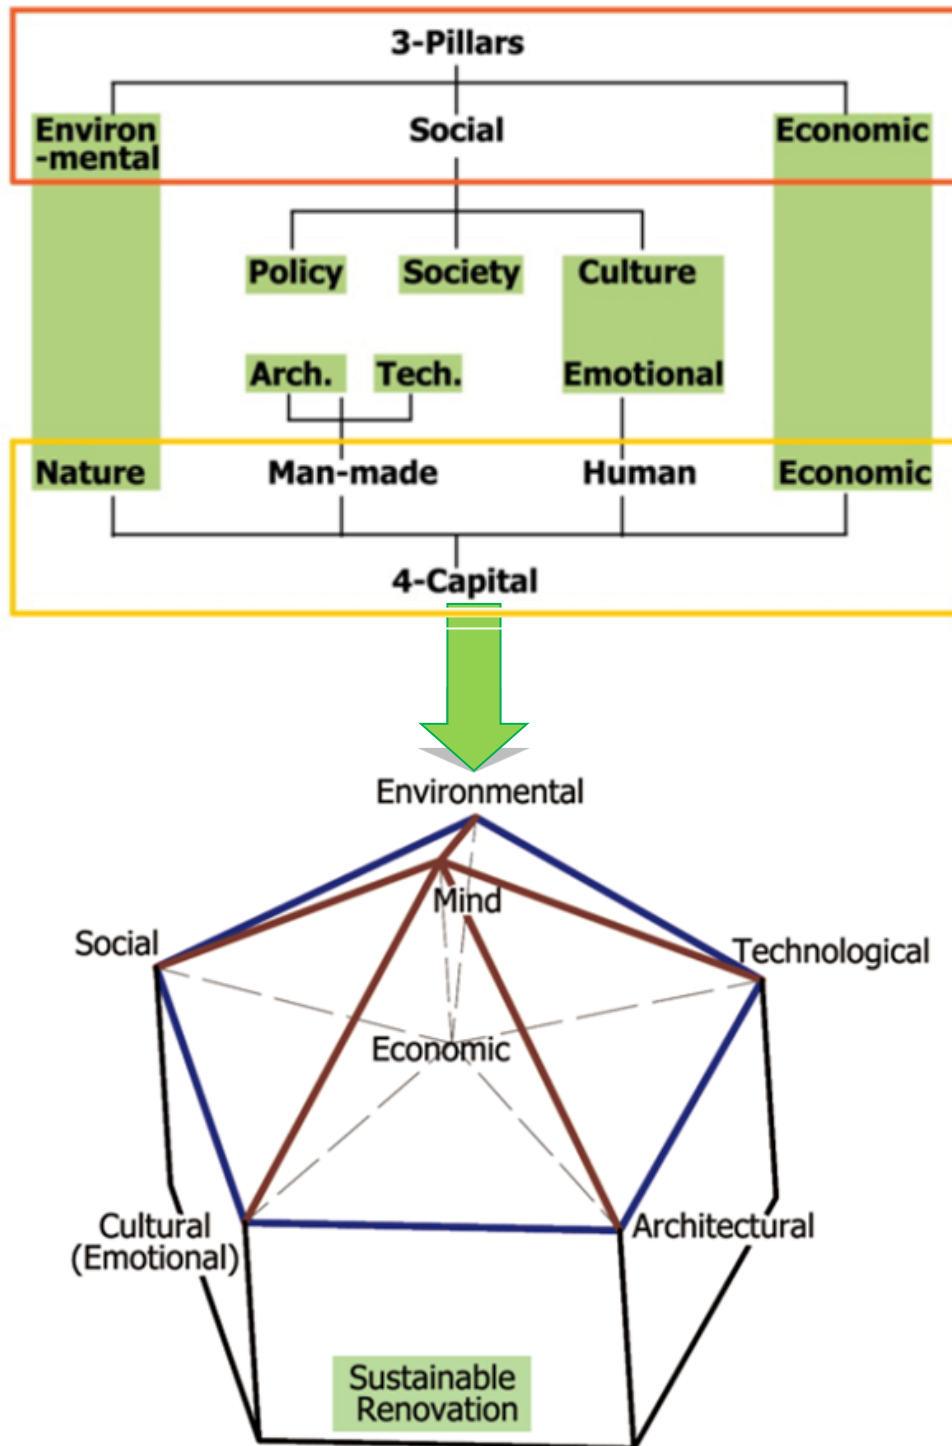 3-Pillars
Environ
-mental
Social
Economic
Policy
Society
Culture
Arch.
Tech.
Emotional
Nature
Man-made
Human
Economic
4-Capital
Environmental
Mind
Social
Technological
Economic
Cultural
(Emotional)
Architectural
Sustainable
Renovation